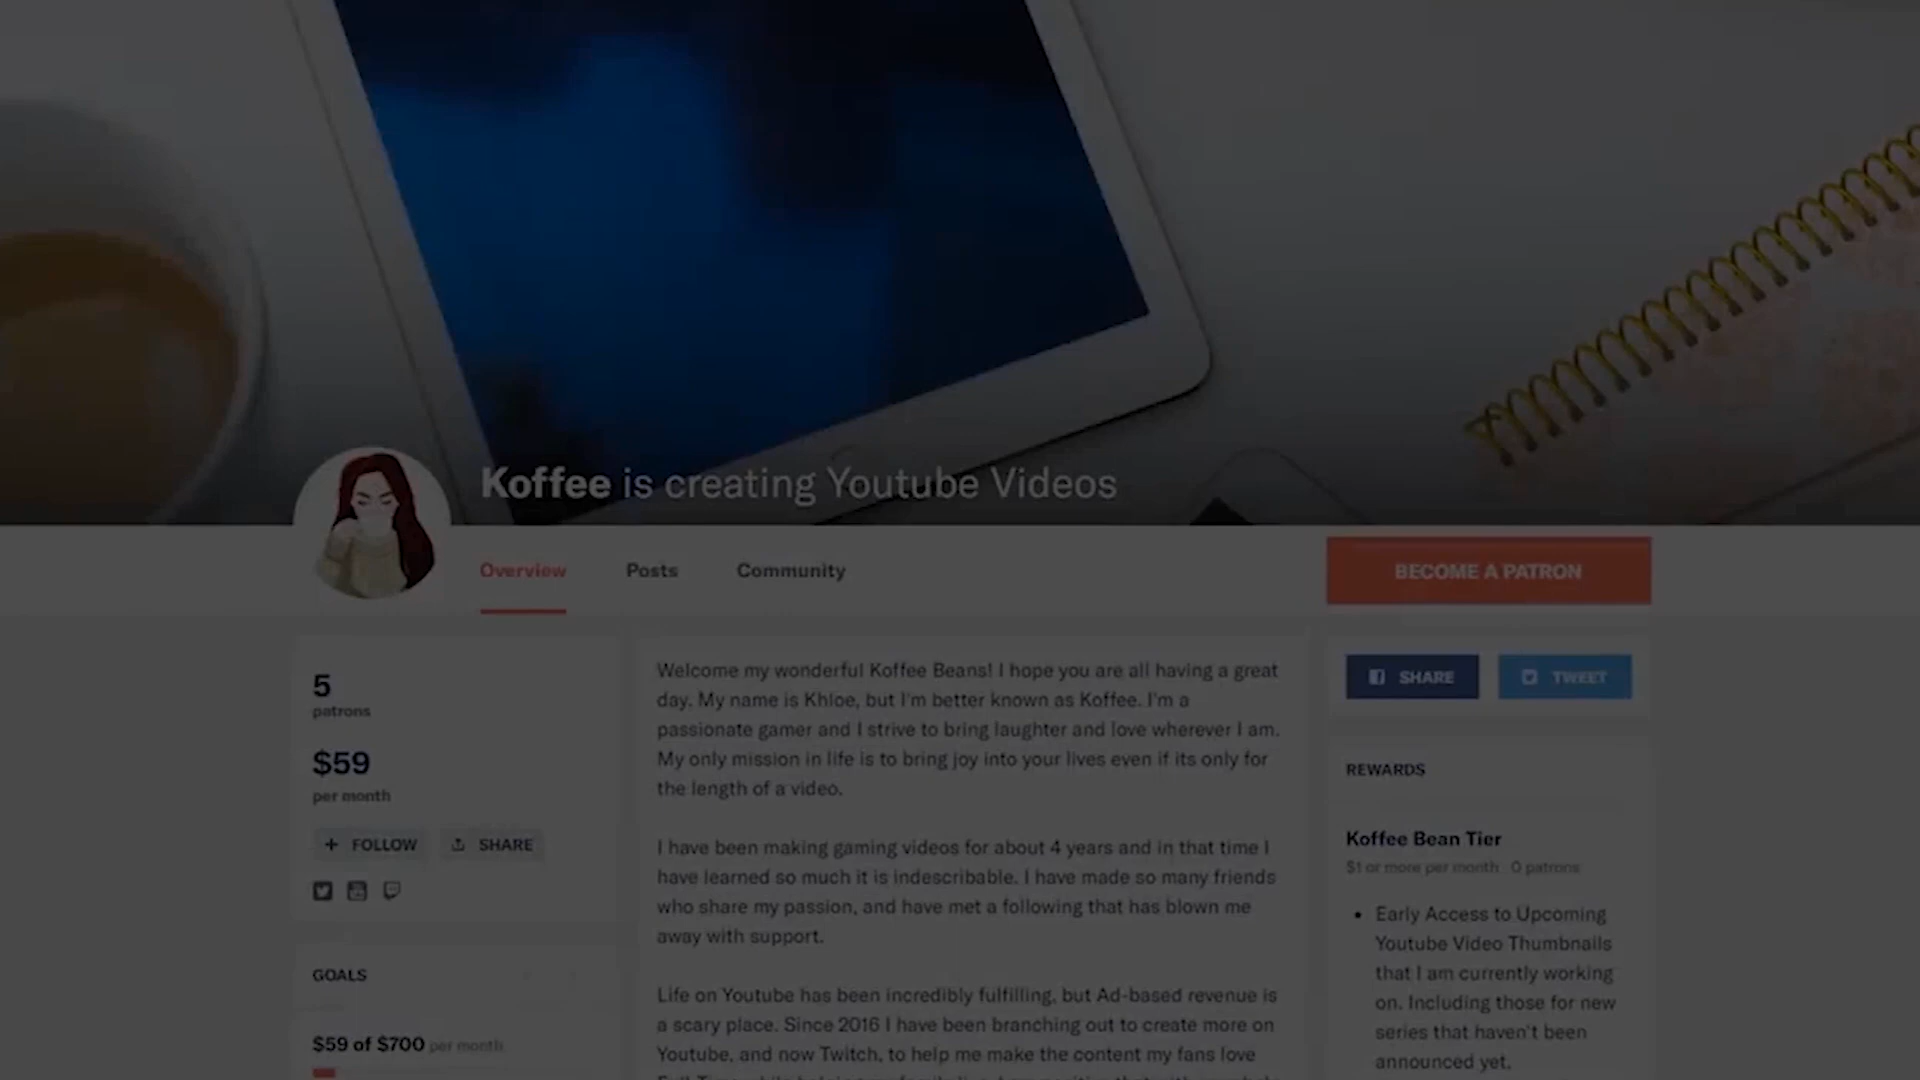 Koffee is creating Youtube Videos
Overview
Posts
Community
BECOME A PATRON
5
patrons
$59
per month
FOLLOW
SHARE
GOALS
$59 of $700 per month
Welcome my wonderful Koffee Beans! I hope you are all having a great
day. My name is Khloe, but I'm better known as Koffee. I'm a
passionate gamer and I strive to bring laughter and love wherever I am.
My only mission in life is to bring joy into your lives even if its only for
the length of a video.
I have been making gaming videos for about 4 years and in that time I
have learned so much it is indescribable. I have made so many friends
who share my passion, and have met a following that has blown me
away with support.
Life on Youtube has been incredibly fulfilling, but Ad-based revenue is
a scary place. Since 2016 I have been branching out to create more on
Youtube, and now Twitch, to help me make the content my fans love
SHARE
TWEET
REWARDS
Koffee Bean Tier
$1 or more per month · 0 patrons
• Early Access to Upcoming
Youtube Video Thumbnails
that I am currently working
on. Including those for new
series that haven't been
announced yet.